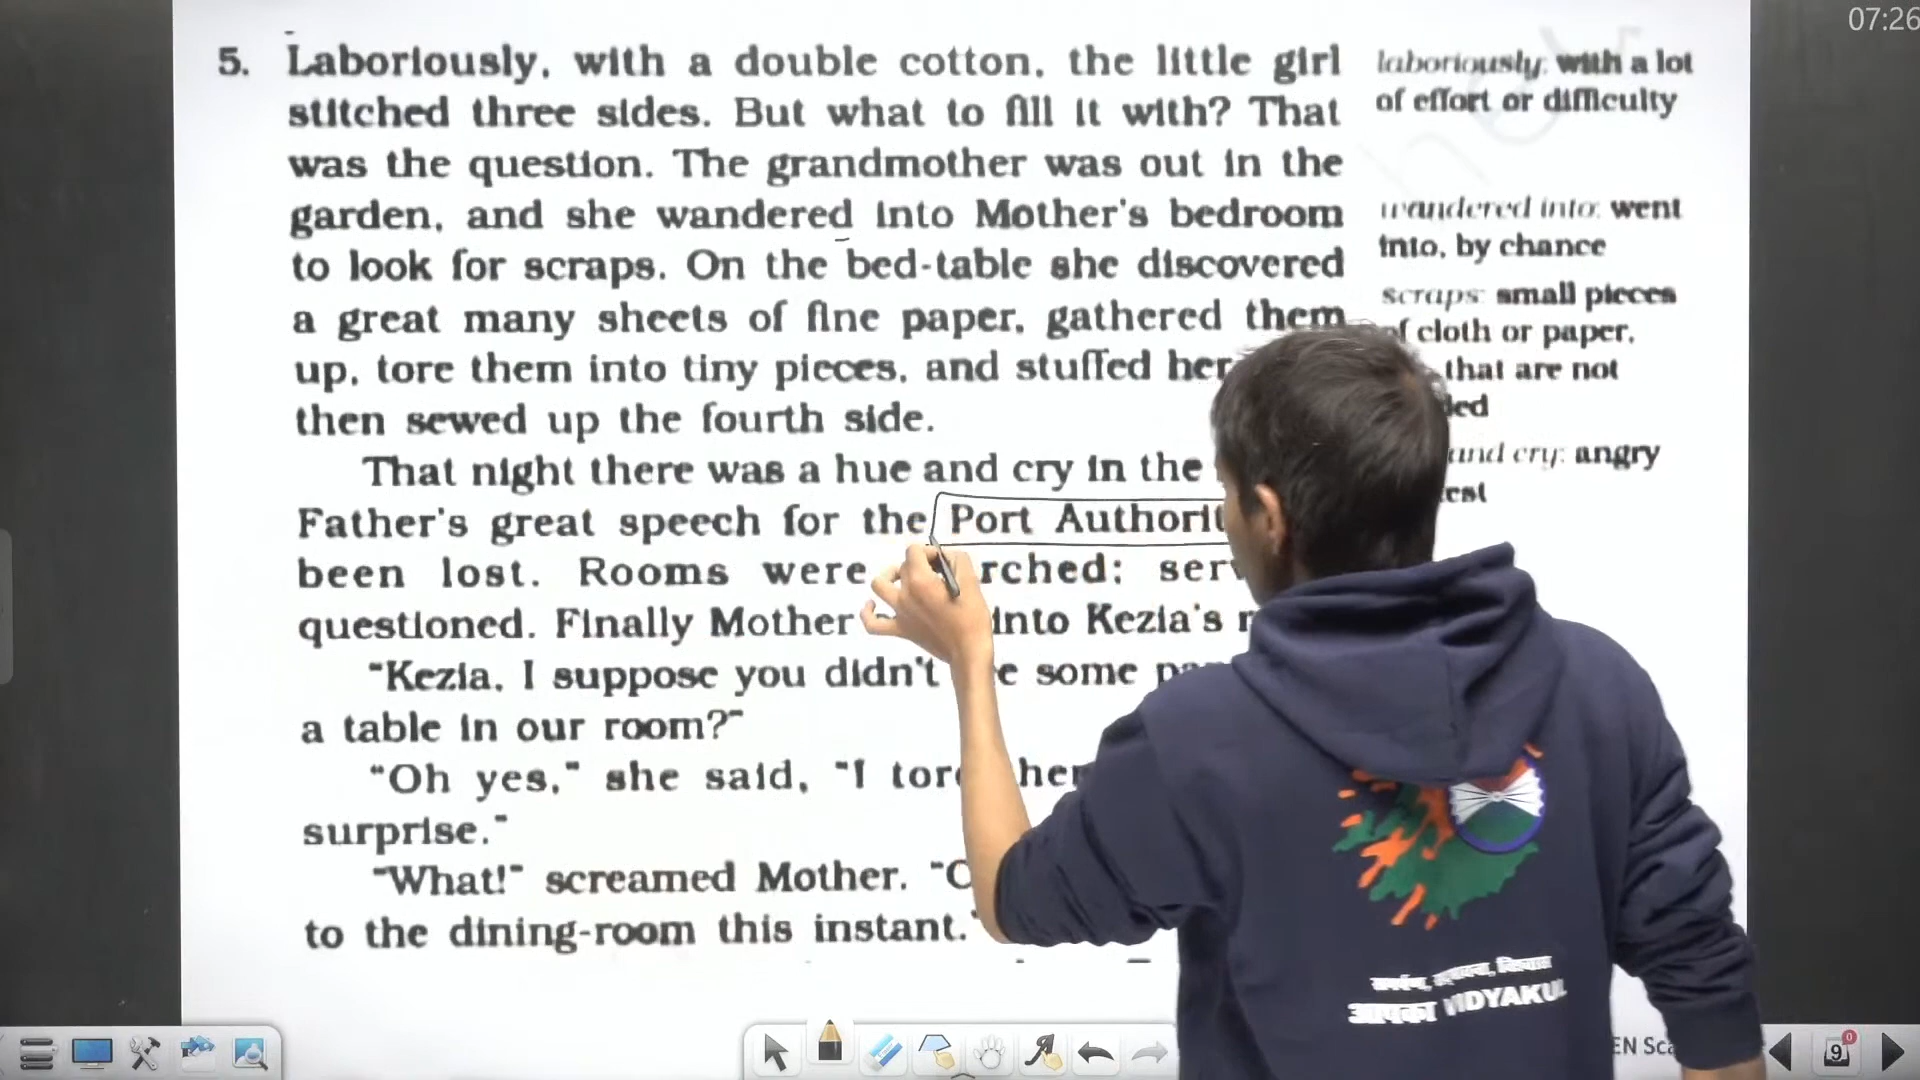 07:26
5. Laboriously, with a double cotton, the little girl
stitched three sides. But what to fill it with? That
was the question. The grandmother was out in the
garden, and she wandered into Mother's bedroom
to look for scraps. On the bed-table she discovered
a great many sheets of fine paper, gathered them
up, tore them into tiny pieces, and stuffed her
then sewed up the fourth side.
That night there was a hue and cry in the
Father's great speech for the Port Authorit
been lost. Rooms were rched; ser
questioned. Finally Mother into Kezia's
"Kezia, I suppose you didn't e some
a table in our room?"
"Oh yes," she said, "I tore her
surprise."
"What!" screamed Mother. "C
to the dining-room this instant."
laboriously: with a lot
of effort or difficulty
wandered into: went
into, by chance
scraps: small pieces
of cloth or paper,
that are not
ded
and cry: angry
est
आपका VIDYAKUL
EN Sc
9
0